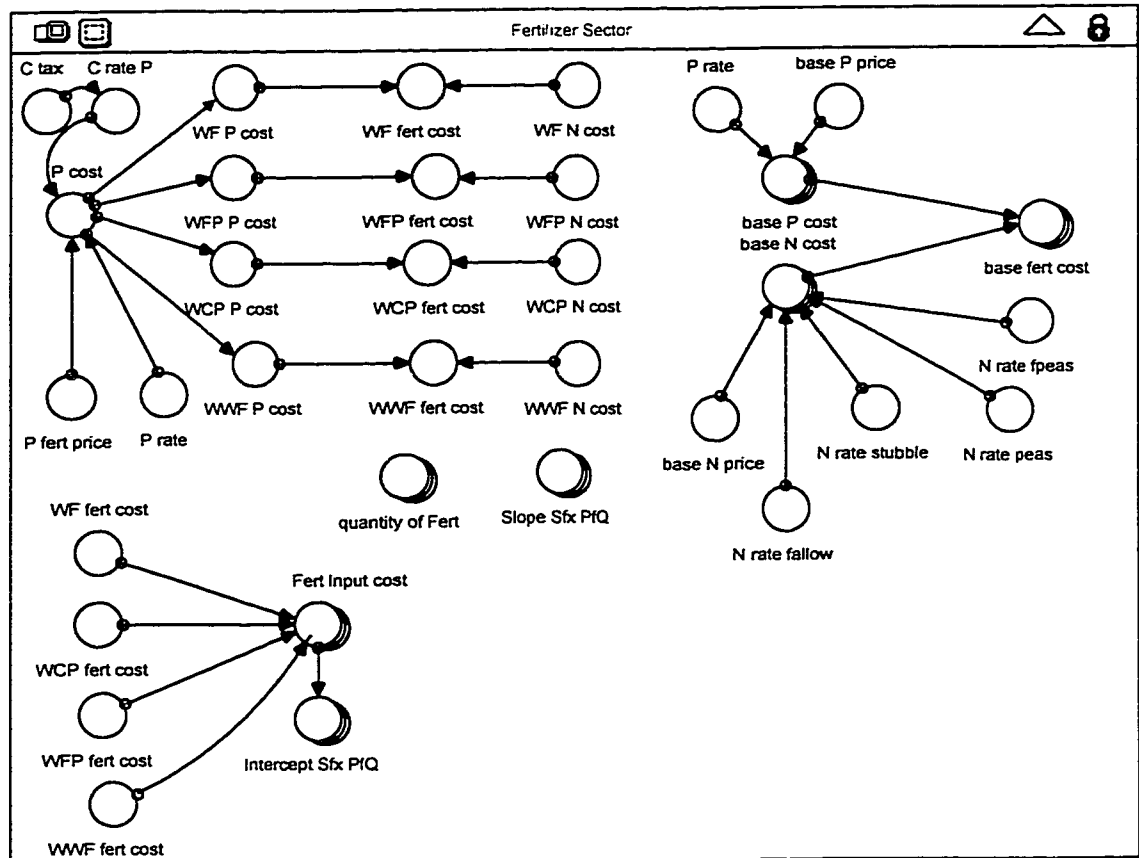 Fertilizer Sector
C tax
C rate P
P rate
base P price
WF P cost
WF fert cost
WF N cost
P cost
WFP P cost
WFP fert cost
WFP N cost
base P cost
base N cost
base fert cost
WCP P cost
WCP fert cost
WCP N cost
N rate fpeas
WWF P cost
WWF fert cost
WWF N cost
P fert price
P rate
base N price
N rate stubble
N rate peas
quantity of Fert
Slope Sfx PfQ
N rate fallow
WF fert cost
Fert Input cost
WCP fert cost
WFP fert cost
Intercept Sfx PfQ
WWF fert cost